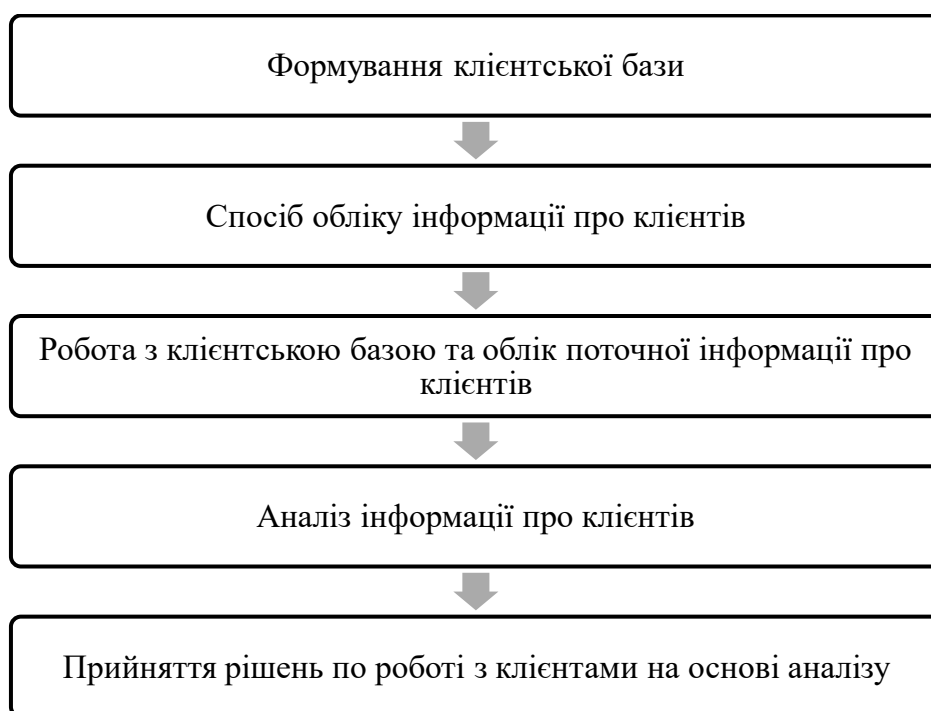 Формування клієнтської бази
Спосіб обліку інформації про клієнтів
Робота з клієнтською базою та облік поточної інформації про
клієнтів
Аналіз інформації про клієнтів
Прийняття рішень по роботі з клієнтами на основі аналізу